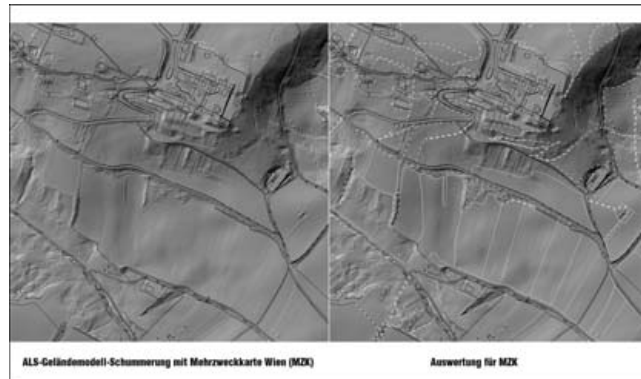 ALS-Geländemodell-Schummerung mit Mehrzweckkarte Wien (MZK)
Auswertung für MZK